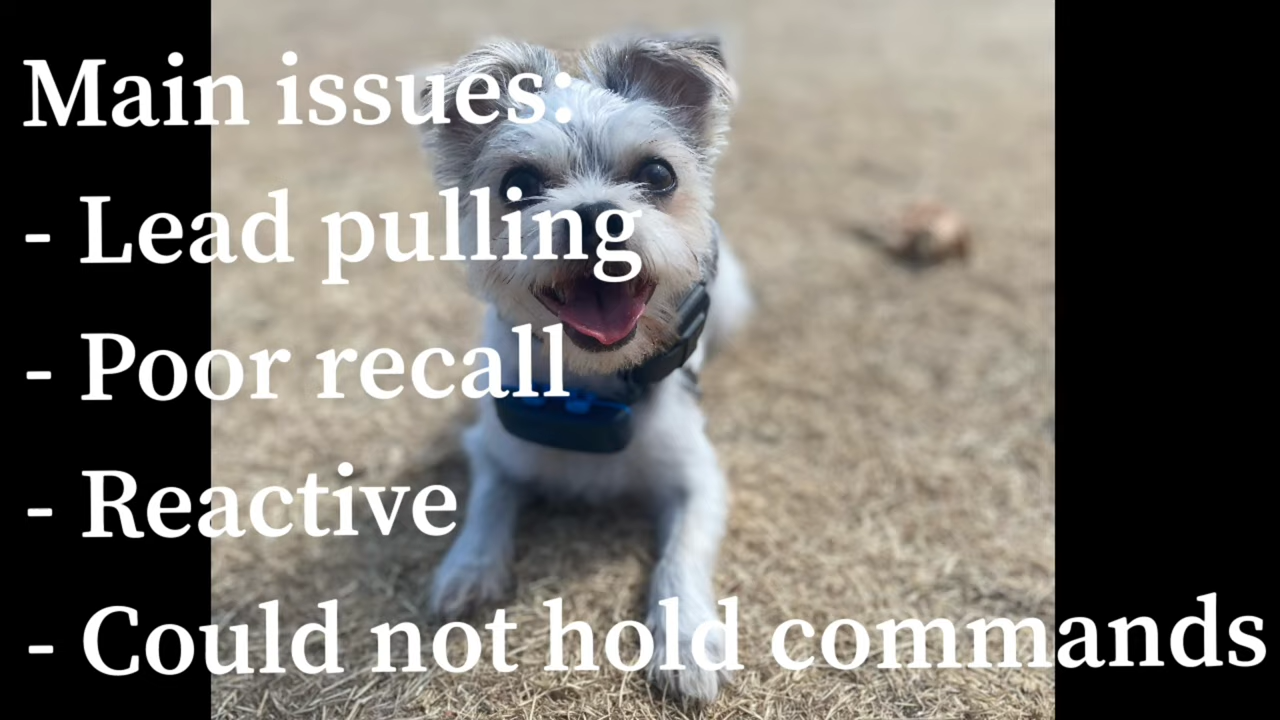 Main issues:
- Lead pulling
- Poor recall
- Reactive
- Could not hold commands